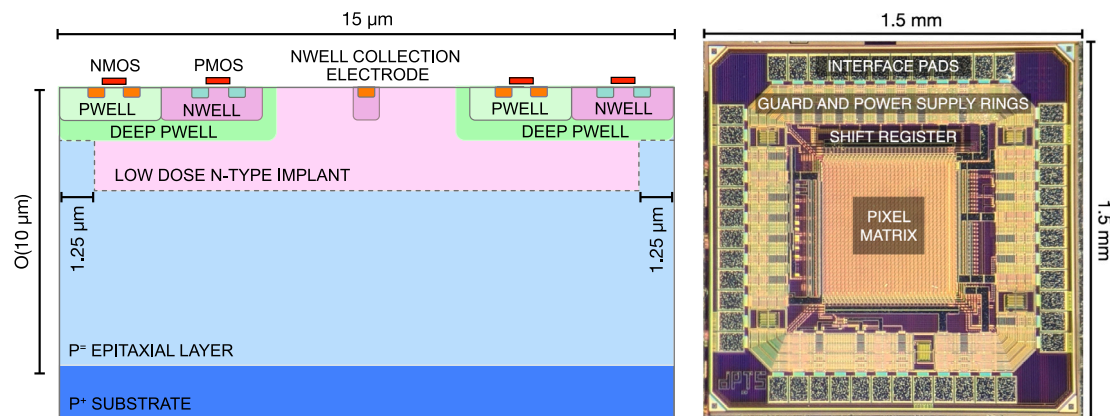 15 µm
NMOS
PMOS
NWELL COLLECTION
ELECTRODE
PWELL
NWELL
PWELL
NWELL
DEEP PWELL
DEEP PWELL
LOW DOSE N-TYPE IMPLANT
1.25 µm
1.25 µm
O(10 µm)
P⁼ EPITAXIAL LAYER
P⁺ SUBSTRATE
1.5 mm
INTERFACE PADS
GUARD AND POWER SUPPLY RINGS
SHIFT REGISTER
PIXEL
MATRIX
1.5 mm
dPTS